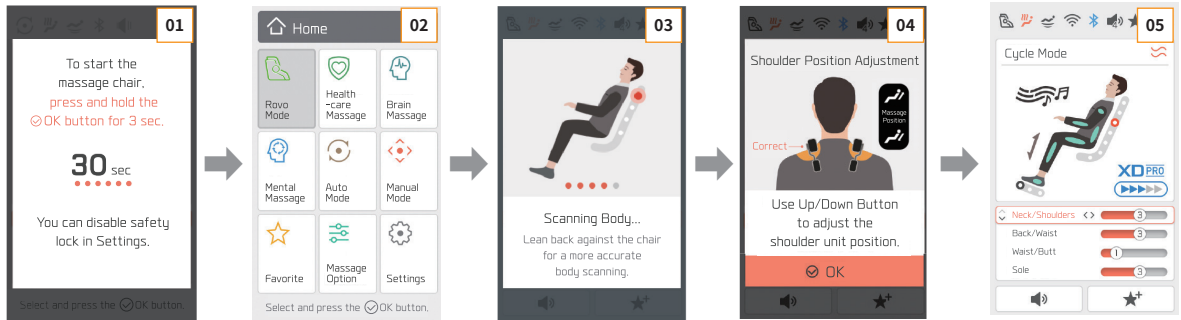 01
To start the
massage chair,
press and hold the
OK button for 3 sec.
30 sec
You can disable safety
lock in Settings.
Select and press the OK button.
02
Home
Rovo
Mode
Health
-care
Massage
Brain
Massage
Mental
Massage
Auto
Mode
Manual
Mode
Favorite
Massage
Option
Settings
Select and press the OK button.
03
Scanning Body...
Lean back against the chair
for a more accurate
body scanning.
04
Shoulder Position Adjustment
Massage
Position
Correct
Use Up/Down Button
to adjust the
shoulder unit position.
OK
05
Cycle Mode
XD PRO
Neck/Shoulders 3
Back/Waist 3
Waist/Butt 1
Sole 3